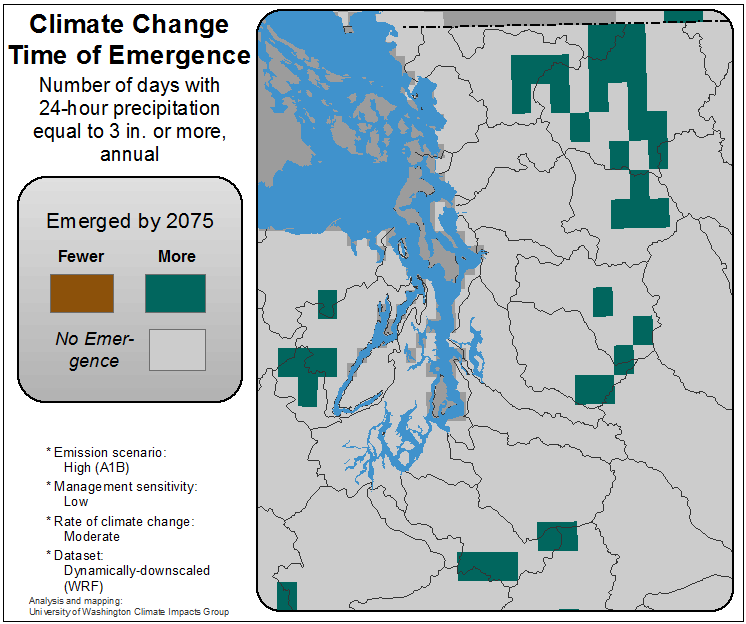 Climate Change
Time of Emergence
Number of days with
24-hour precipitation
equal to 3 in. or more,
annual
Emerged by 2075
Fewer More
No Emer-
gence
* Emission scenario:
High (A1B)
* Management sensitivity:
Low
* Rate of climate change:
Moderate
* Dataset:
Dynamically-downscaled
(WRF)
Analysis and mapping:
University of Washington Climate Impacts Group